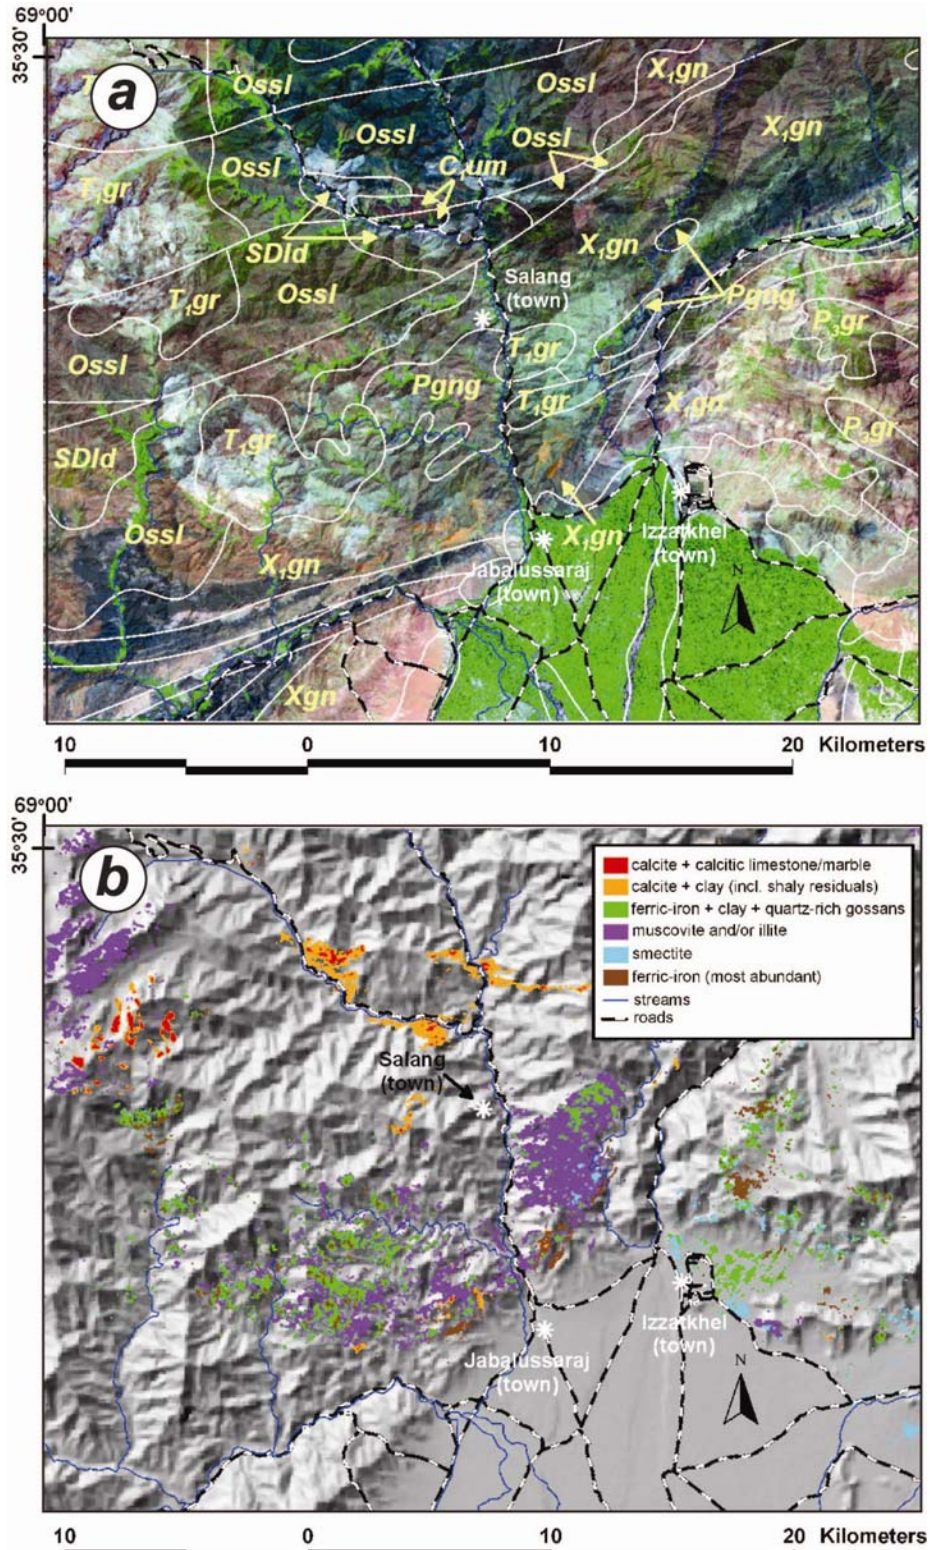 69°00'
35°30'
a
Ossl
X₁gn
T₁gr
Ossl
Ossl
X₁gn
Ossl
C₁um
T₁gr
SDld
X₁gn
Ossl
Salang
(town)
Pgng
T₁gr
P₃gr
T₁gr
Ossl
Pgng
T₁gr
X₁gn
P₃gr
SDld
T₁gr
Ossl
X₁gn
X₁gn
Izzatkhel
(town)
Jabalussaraj
(town)
N
Xgn
10 0 10 20 Kilometers
69°00'
35°30'
b
calcite + calcitic limestone/marble
calcite + clay (incl. shaly residuals)
ferric-iron + clay + quartz-rich gossans
muscovite and/or illite
smectite
ferric-iron (most abundant)
streams
roads
Salang
(town)
Izzatkhel
(town)
Jabalussaraj
(town)
N
10 0 10 20 Kilometers